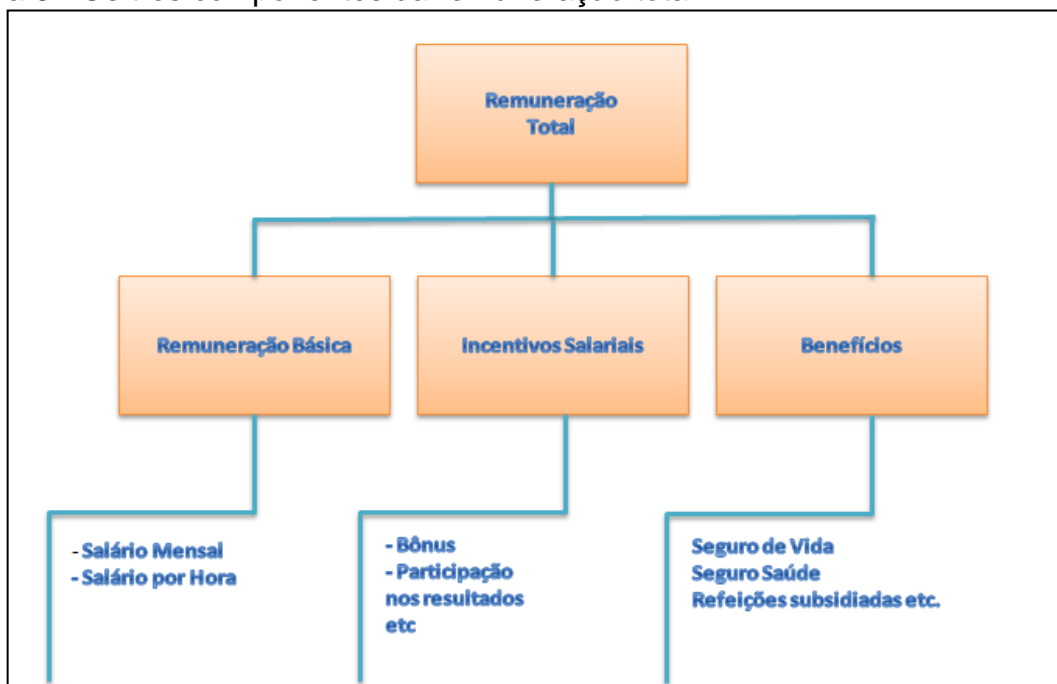 Remuneração
Total
Remuneração Básica
Incentivos Salariais
Benefícios
- Salário Mensal
- Salário por Hora
- Bônus
- Participação
nos resultados
etc
Seguro de Vida
Seguro Saúde
Refeições subsidiadas etc.